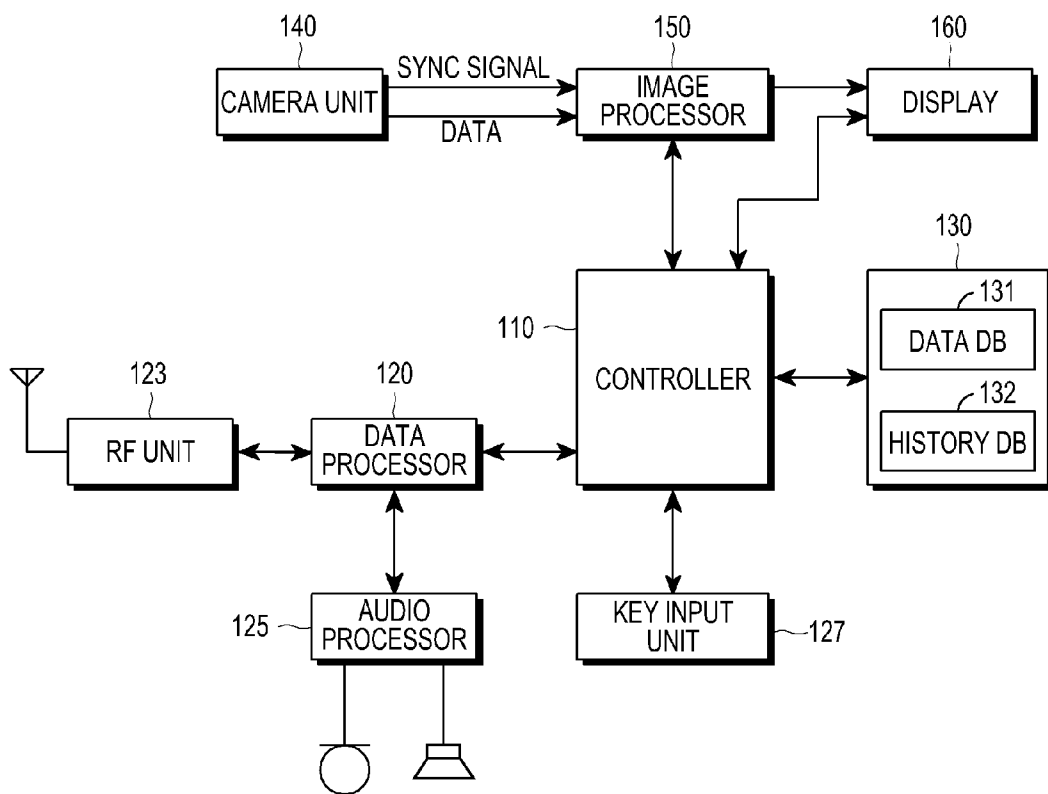 140
150
160
CAMERA UNIT
SYNC SIGNAL
DATA
IMAGE
PROCESSOR
DISPLAY
130
131
DATA DB
132
HISTORY DB
110
CONTROLLER
123
RF UNIT
120
DATA
PROCESSOR
125
AUDIO
PROCESSOR
KEY INPUT
UNIT
127